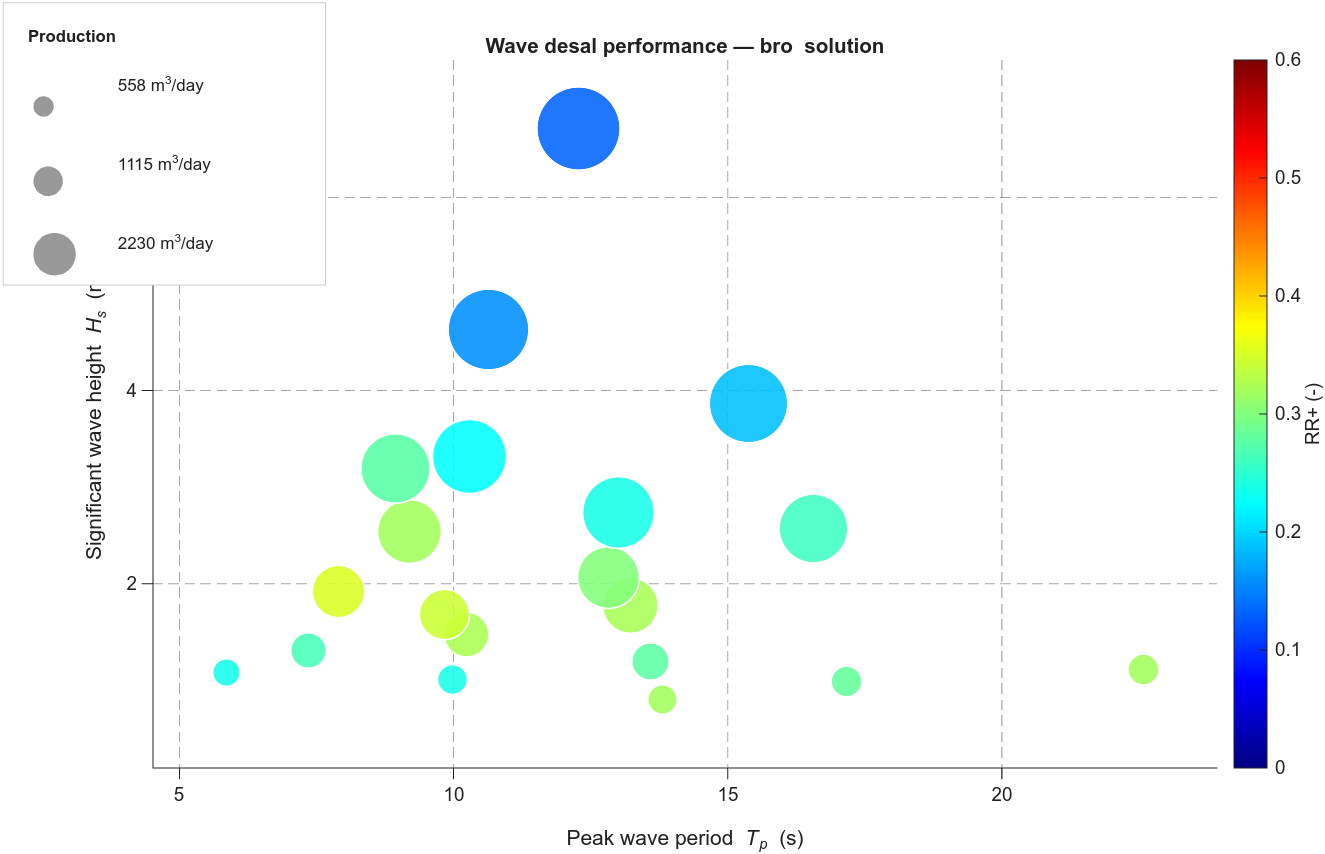 Production
558 m³/day
1115 m³/day
2230 m³/day
Wave desal performance — bro solution
Significant wave height Hₛ (
4
2
5
10
15
20
Peak wave period Tₚ (s)
0.6
0.5
0.4
0.3
0.2
0.1
0
RR+ (-)